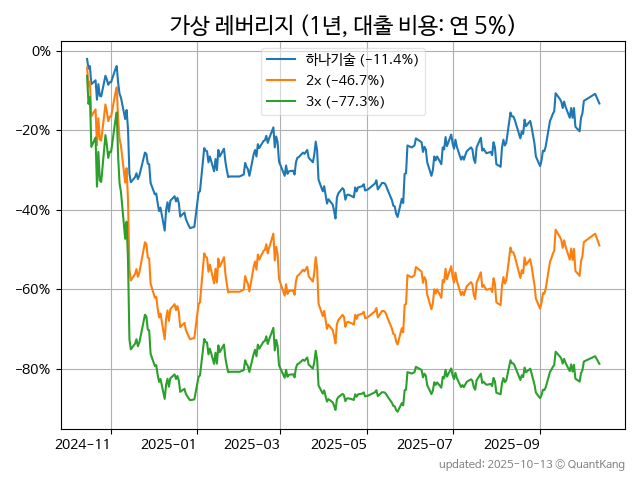 가상 레버리지 (1년, 대출 비용: 연 5%)
하나기술 (−11.4%)
2x (−46.7%)
3x (−77.3%)
0%
−20%
−40%
−60%
−80%
2024-11 2025-01 2025-03 2025-05 2025-07 2025-09
updated: 2025-10-13 © QuantKang